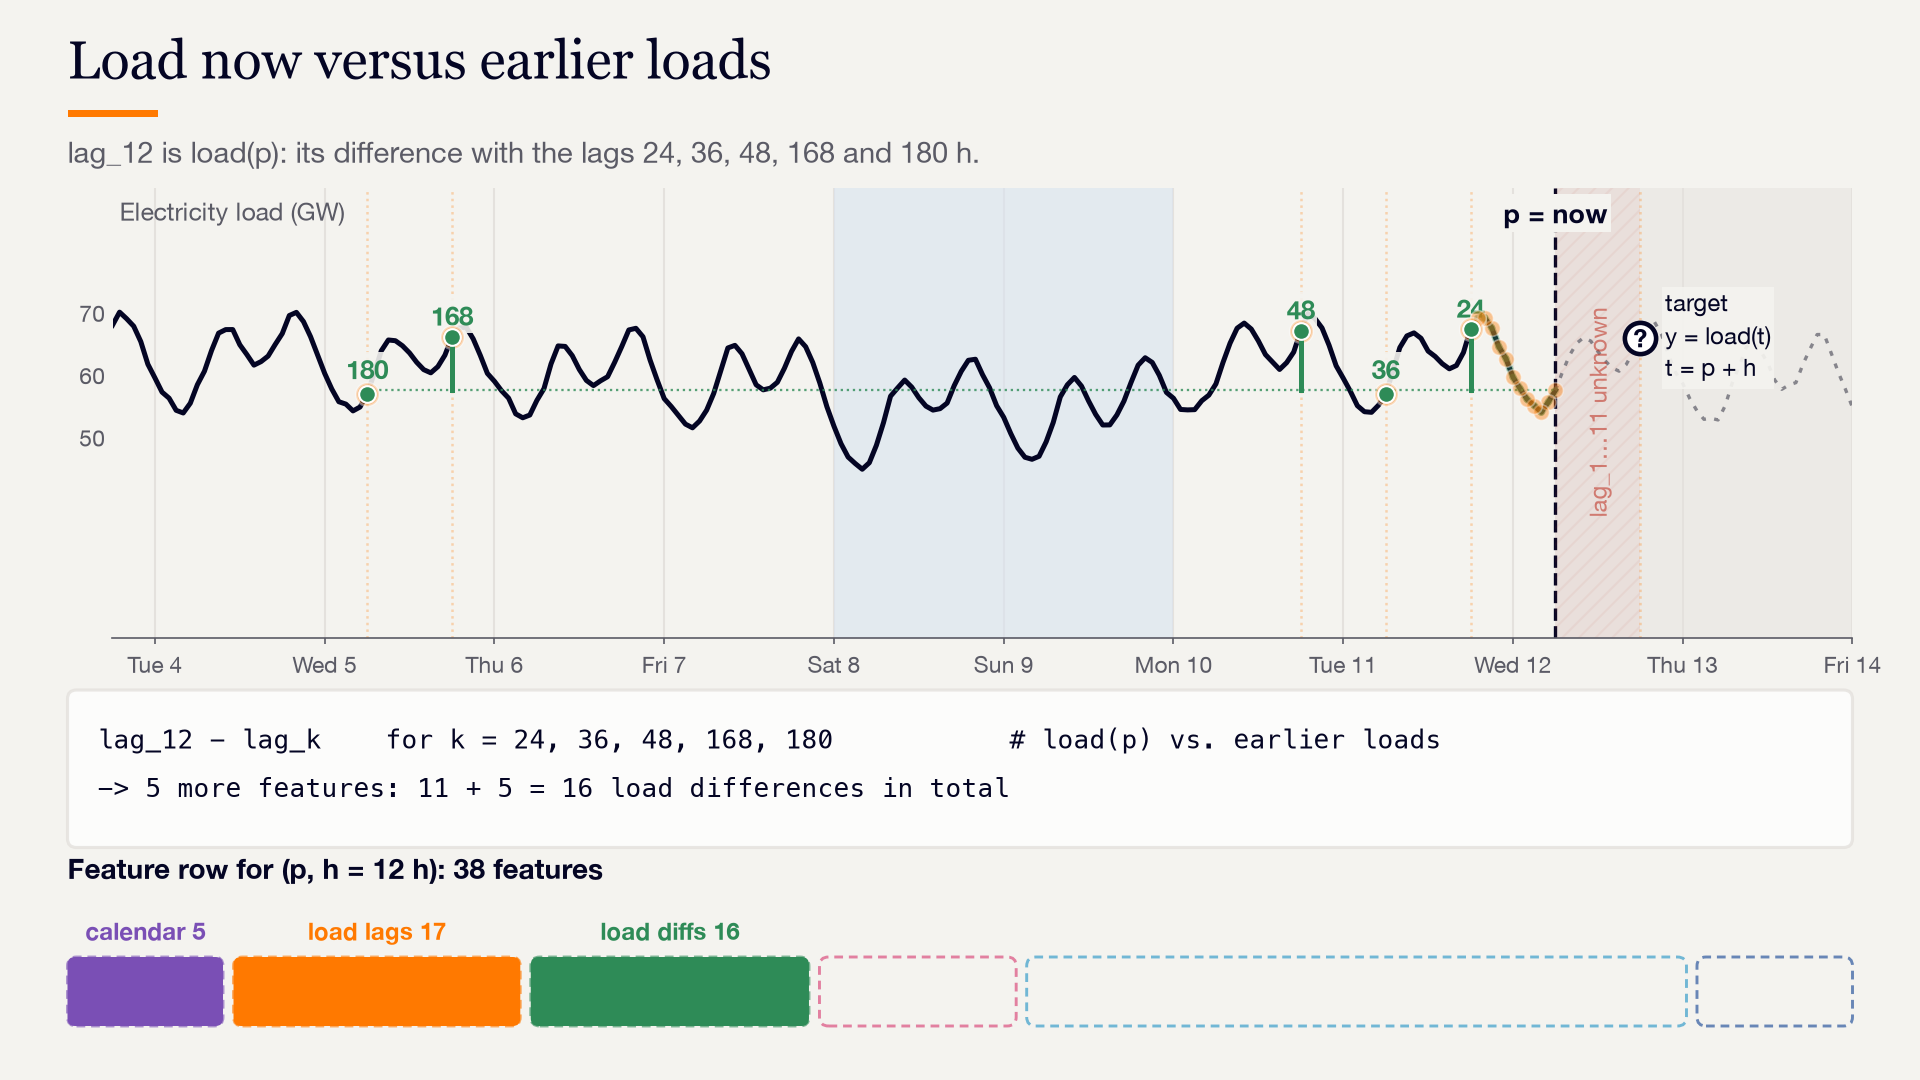 Load now versus earlier loads
lag_12 is load(p): its difference with the lags 24, 36, 48, 168 and 180 h.
Electricity load (GW)
p = now
70
60
50
180
168
48
36
24
lag_1…11 unknown
?
target
y = load(t)
t = p + h
Tue 4
Wed 5
Thu 6
Fri 7
Sat 8
Sun 9
Mon 10
Tue 11
Wed 12
Thu 13
Fri 14
lag_12 − lag_k for k = 24, 36, 48, 168, 180 # load(p) vs. earlier loads
−> 5 more features: 11 + 5 = 16 load differences in total
Feature row for (p, h = 12 h): 38 features
calendar 5
load lags 17
load diffs 16